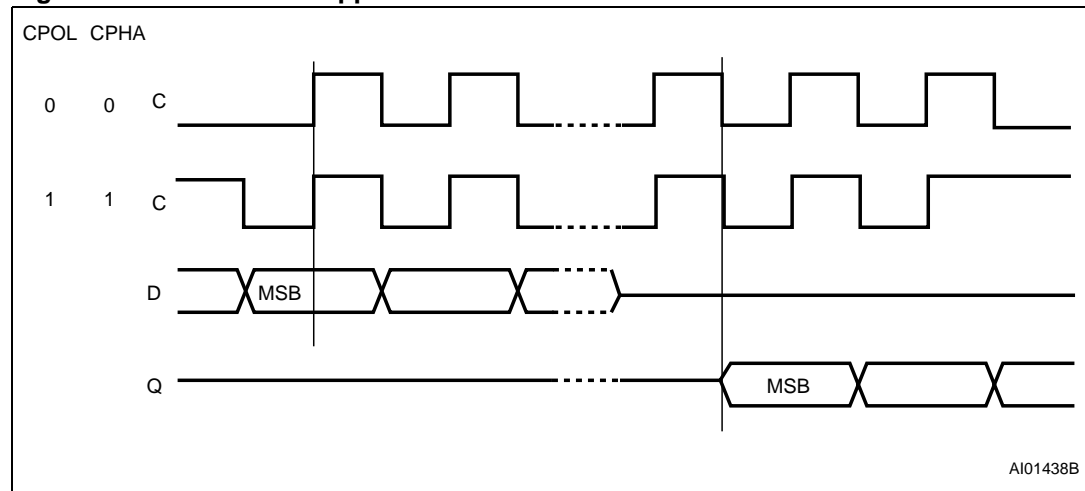 CPOL CPHA
0 0 C
1 1 C
D MSB
Q MSB
AI01438B